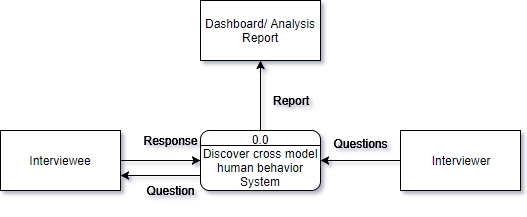 Dashboard/ Analysis
Report
Report
Response
0.0
Questions
Interviewee
Discover cross model
human behavior
System
Interviewer
Question